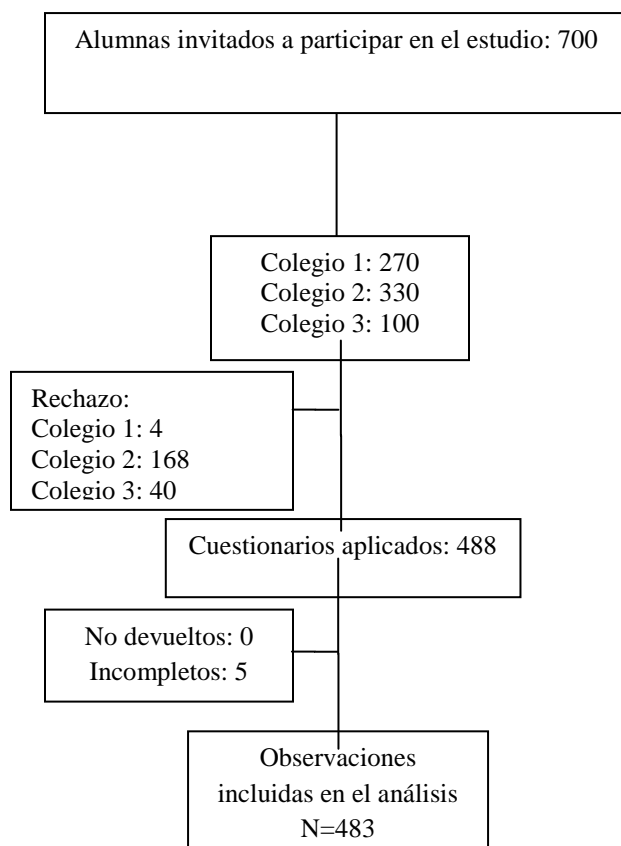 Alumnas invitados a participar en el estudio: 700
Colegio 1: 270
Colegio 2: 330
Colegio 3: 100
Rechazo:
Colegio 1: 4
Colegio 2: 168
Colegio 3: 40
Cuestionarios aplicados: 488
No devueltos: 0
Incompletos: 5
Observaciones
incluidas en el análisis
N=483